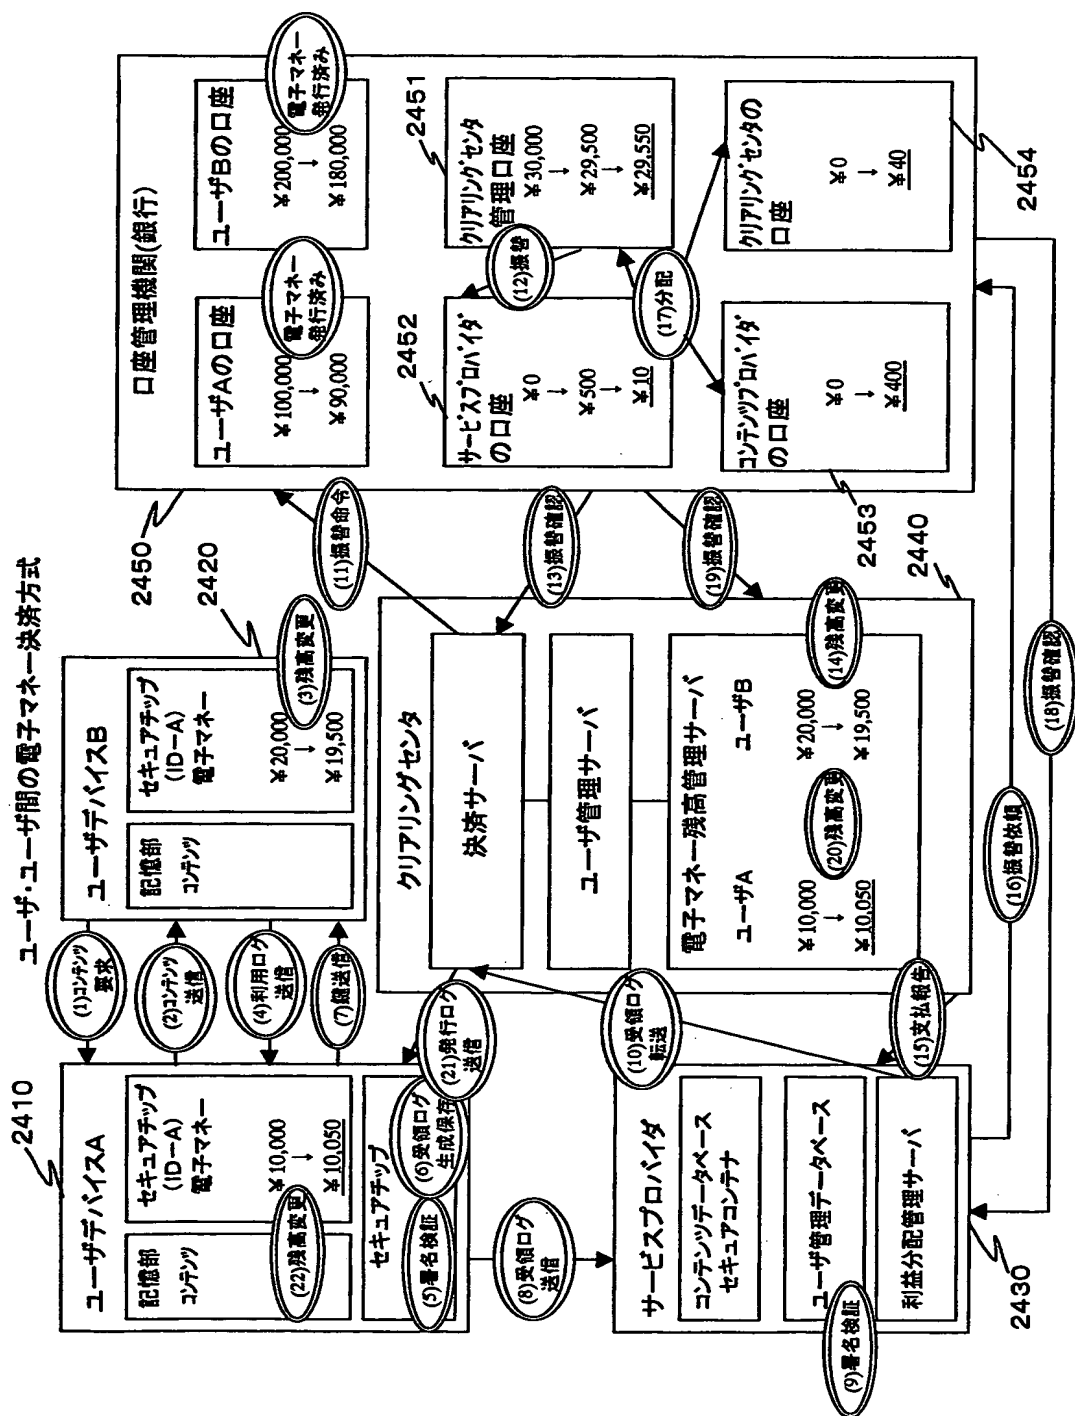 ユーザ・ユーザ間の電子マネー決済方式
2410
ユーザデバイスA
記憶部
コンテンツ
セキュアチップ
(ID－A)
電子マネー
¥10,000
↓
¥10,050
(22)残高変更
セキュアチップ
(5)署名検証
(6)受領ログ
生成保存
(1)コンテンツ
要求
(2)コンテンツ
送信
(4)利用ログ
送信
(7)鍵送信
2420
ユーザデバイスB
記憶部
コンテンツ
セキュアチップ
(ID－A)
電子マネー
¥20,000
↓
¥19,500
(3)残高変更
(8)受領ログ
送信
(21)発行ログ
送信
(10)受領ログ
転送
(11)振替命令
サービスプロバイダ
コンテンツデータベース
セキュアコンテナ
ユーザ管理データベース
利益分配管理サーバ
(9)署名検証
2430
(15)支払報告
クリアリングセンタ
決済サーバ
ユーザ管理サーバ
電子マネー残高管理サーバ
ユーザA
¥10,000
↓
¥10,050
(20)残高変更
ユーザB
¥20,000
↓
¥19,500
(14)残高変更
2440
(13)振替確認
(19)振替確認
(16)振替依頼
(18)振替確認
2450
口座管理機関(銀行)
ユーザAの口座
¥100,000
↓
¥90,000
電子マネー
発行済み
ユーザBの口座
¥200,000
↓
¥180,000
電子マネー
発行済み
2452
サービスプロバイダ
の口座
¥0
↓
¥500
↓
¥10
(12)振替
2451
クリアリングセンタ
管理口座
¥30,000
↓
¥29,500
↓
¥29,550
(17)分配
コンテンツプロバイダ
の口座
¥0
↓
¥400
2453
クリアリングセンタの
口座
¥0
↓
¥40
2454